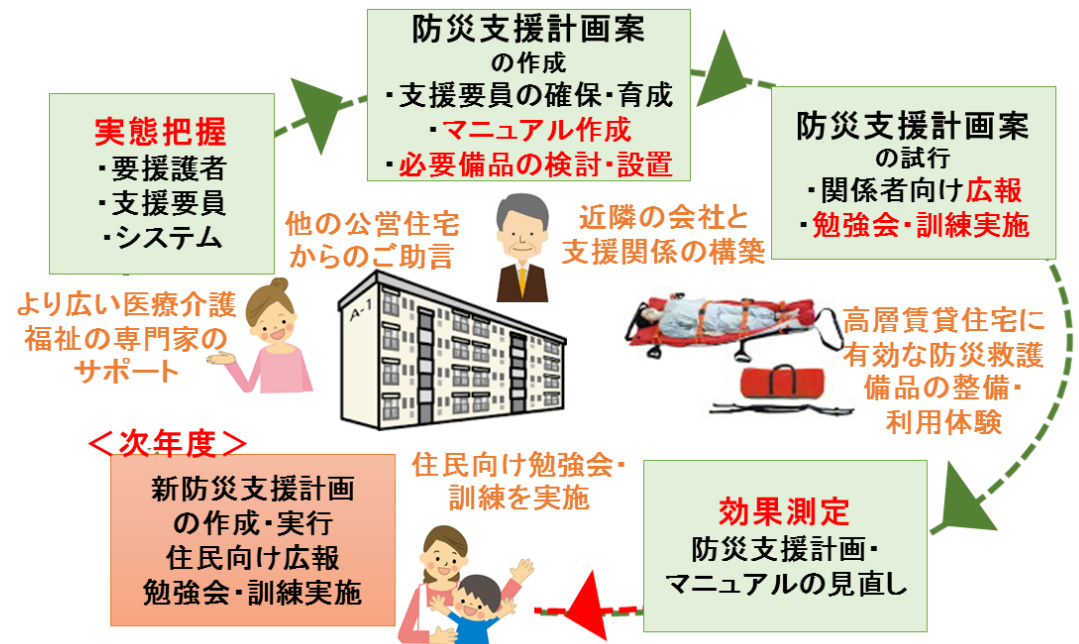 実態把握
・要援護者
・支援要員
・システム
防災支援計画案
の作成
・支援要員の確保・育成
・マニュアル作成
・必要備品の検討・設置
防災支援計画案
の試行
・関係者向け広報
・勉強会・訓練実施
他の公営住宅
からのご助言
近隣の会社と
支援関係の構築
より広い医療介護
福祉の専門家の
サポート
A-1
高層賃貸住宅に
有効な防災救護
備品の整備・
利用体験
＜次年度＞
新防災支援計画
の作成・実行
住民向け広報
勉強会・訓練実施
住民向け勉強会・
訓練を実施
効果測定
防災支援計画・
マニュアルの見直し